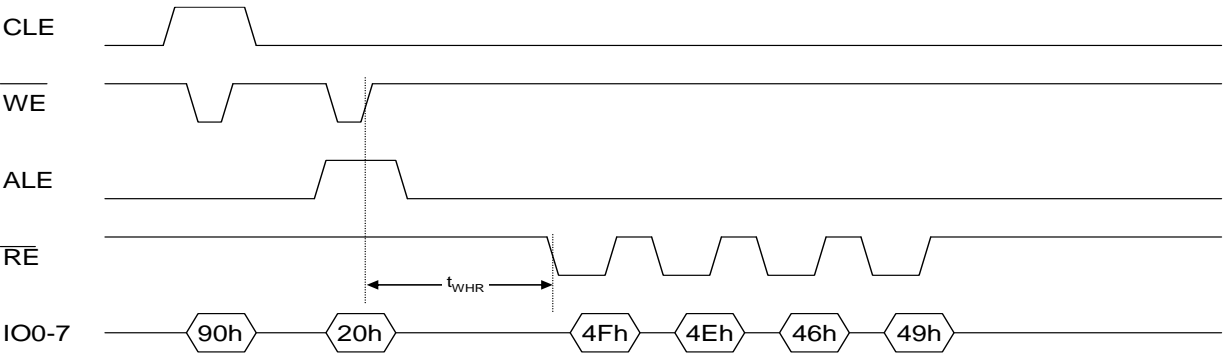 CLE
WE
ALE
RE
tWHR
IO0-7 90h 20h 4Fh 4Eh 46h 49h